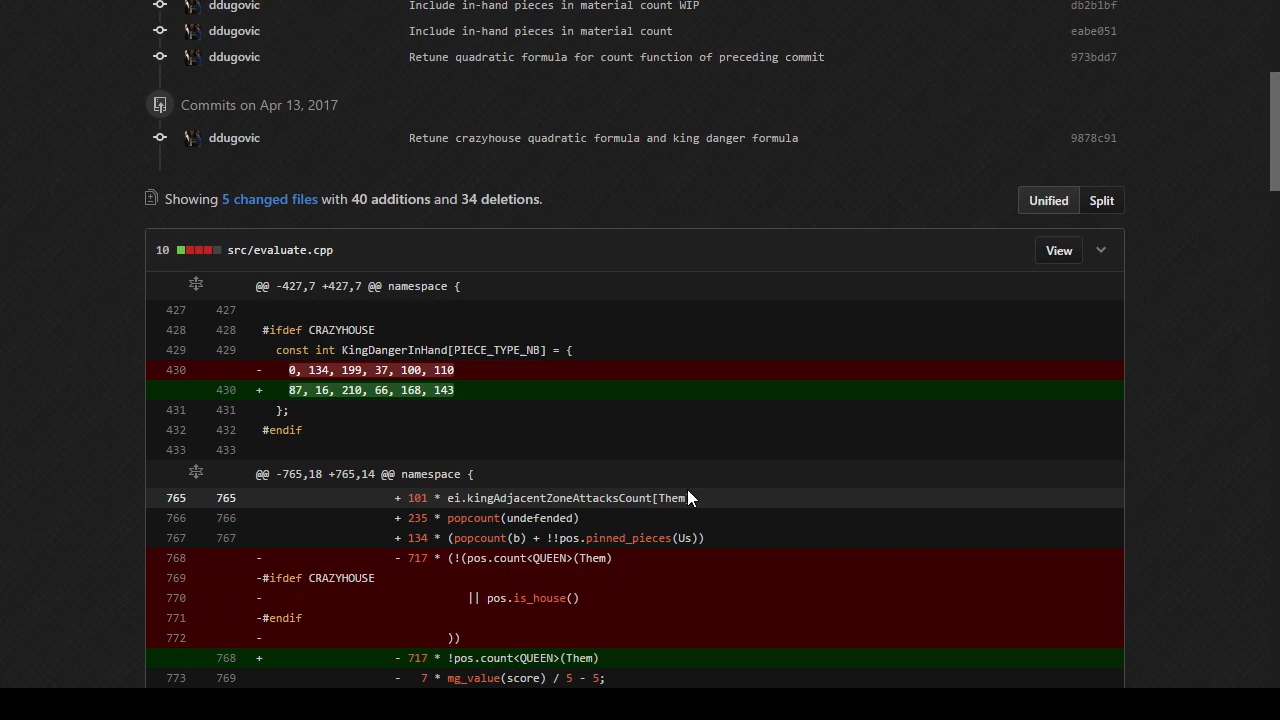 ddugovic Include in-hand pieces in material count WIP db2b1bf
ddugovic Include in-hand pieces in material count eabe051
ddugovic Retune quadratic formula for count function of preceding commit 973bdd7
Commits on Apr 13, 2017
ddugovic Retune crazyhouse quadratic formula and king danger formula 9878c91
Showing 5 changed files with 40 additions and 34 deletions. Unified Split
10 src/evaluate.cpp View
@@ -427,7 +427,7 @@ namespace {
427 427
428 428 #ifdef CRAZYHOUSE
429 429 const int KingDangerInHand[PIECE_TYPE_NB] = {
430 - 0, 134, 199, 37, 100, 110
430 + 87, 16, 210, 66, 168, 143
431 431 };
432 432 #endif
433 433
@@ -765,18 +765,14 @@ namespace {
765 765 + 101 * ei.kingAdjacentZoneAttacksCount[Them]
766 766 + 235 * popcount(undefended)
767 767 + 134 * (popcount(b) + !!pos.pinned_pieces(Us))
768 - - 717 * (!(pos.count<QUEEN>(Them)
769 -#ifdef CRAZYHOUSE
770 - || pos.is_house()
771 -#endif
772 - ))
768 + - 717 * !pos.count<QUEEN>(Them)
773 769 - 7 * mg_value(score) / 5 - 5;